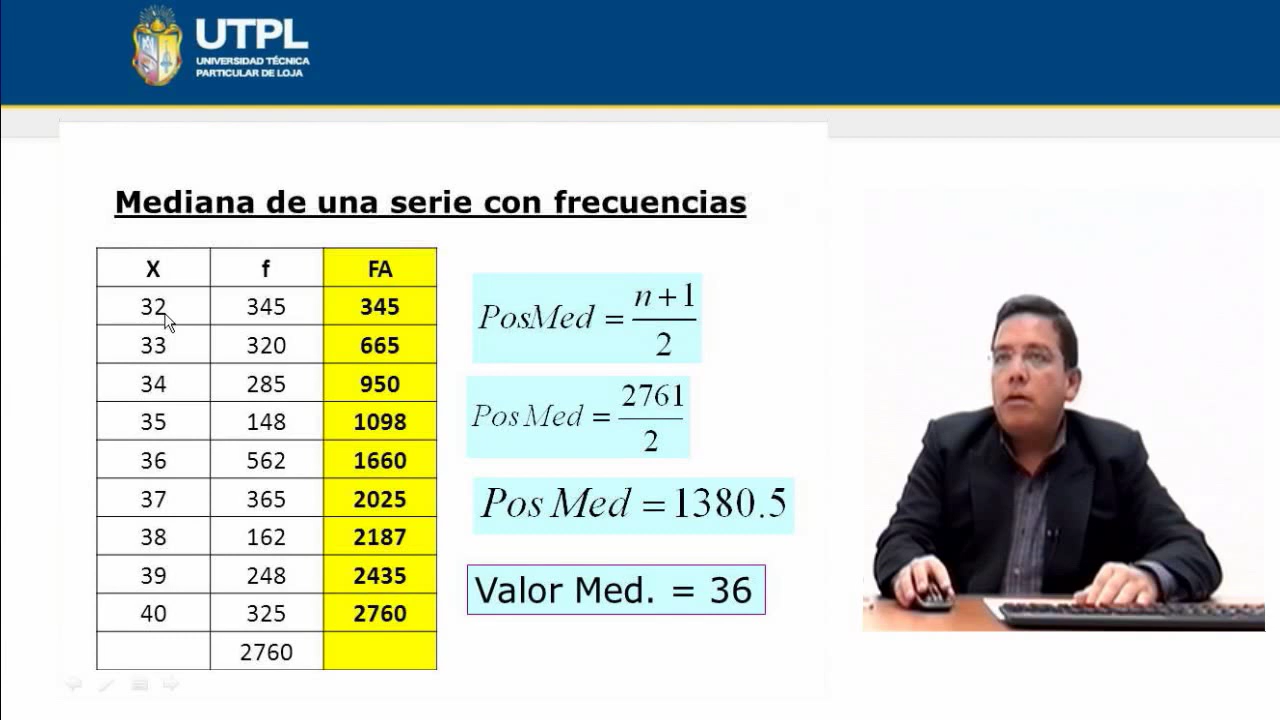 UTPL
UNIVERSIDAD TÉCNICA
PARTICULAR DE LOJA
Mediana de una serie con frecuencias
X f FA
32 345 345
33 320 665
34 285 950
35 148 1098
36 562 1660
37 365 2025
38 162 2187
39 248 2435
40 325 2760
2760
PosMed = n+1
2
Pos Med = 2761
2
Pos Med = 1380.5
Valor Med. = 36